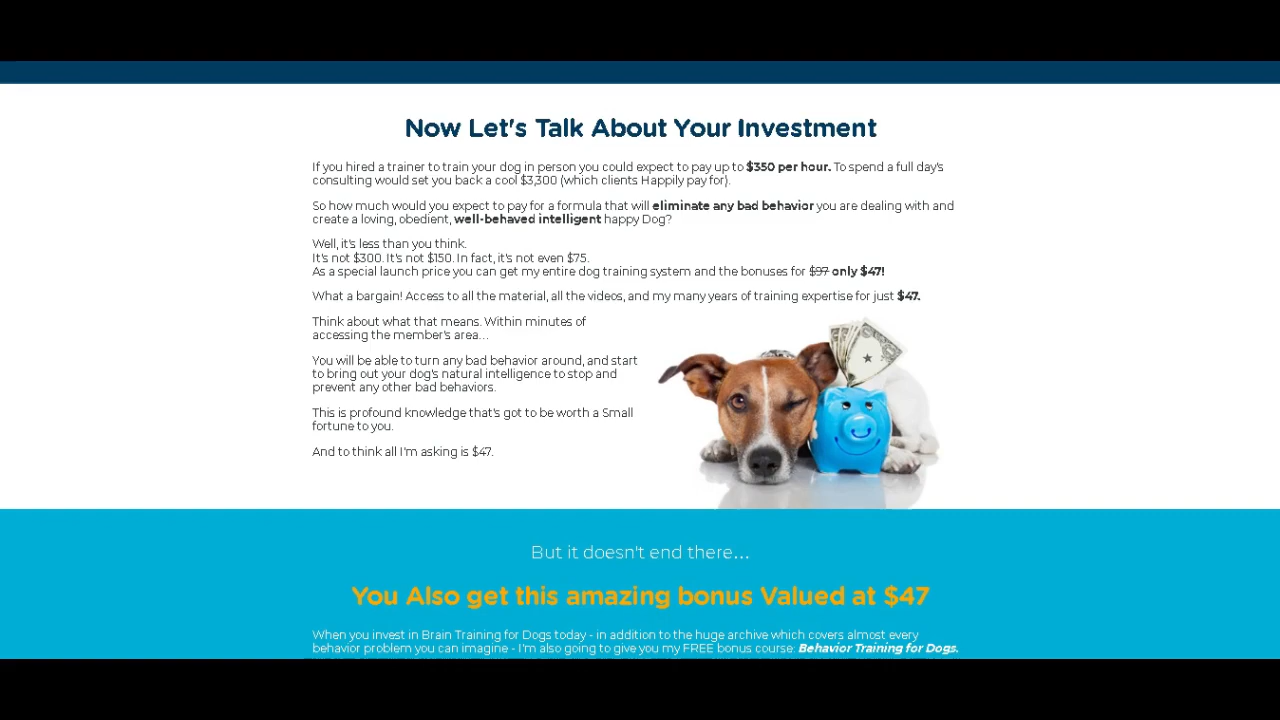 Now Let's Talk About Your Investment
If you hired a trainer to train your dog in person you could expect to pay up to $350 per hour. To spend a full day's
consulting would set you back a cool $3,300 (which clients Happily pay for).
So how much would you expect to pay for a formula that will eliminate any bad behavior you are dealing with and
create a loving, obedient, well-behaved intelligent happy Dog?
Well, it's less than you think.
It's not $300. It's not $150. In fact, it's not even $75.
As a special launch price you can get my entire dog training system and the bonuses for $97 only $47!
What a bargain! Access to all the material, all the videos, and my many years of training expertise for just $47.
Think about what that means. Within minutes of
accessing the member's area...
You will be able to turn any bad behavior around, and start
to bring out your dog's natural intelligence to stop and
prevent any other bad behaviors.
This is profound knowledge that's got to be worth a Small
fortune to you.
And to think all I'm asking is $47.
But it doesn't end there...
You Also get this amazing bonus Valued at $47
When you invest in Brain Training for Dogs today - in addition to the huge archive which covers almost every
behavior problem you can imagine - I'm also going to give you my FREE bonus course: Behavior Training for Dogs.